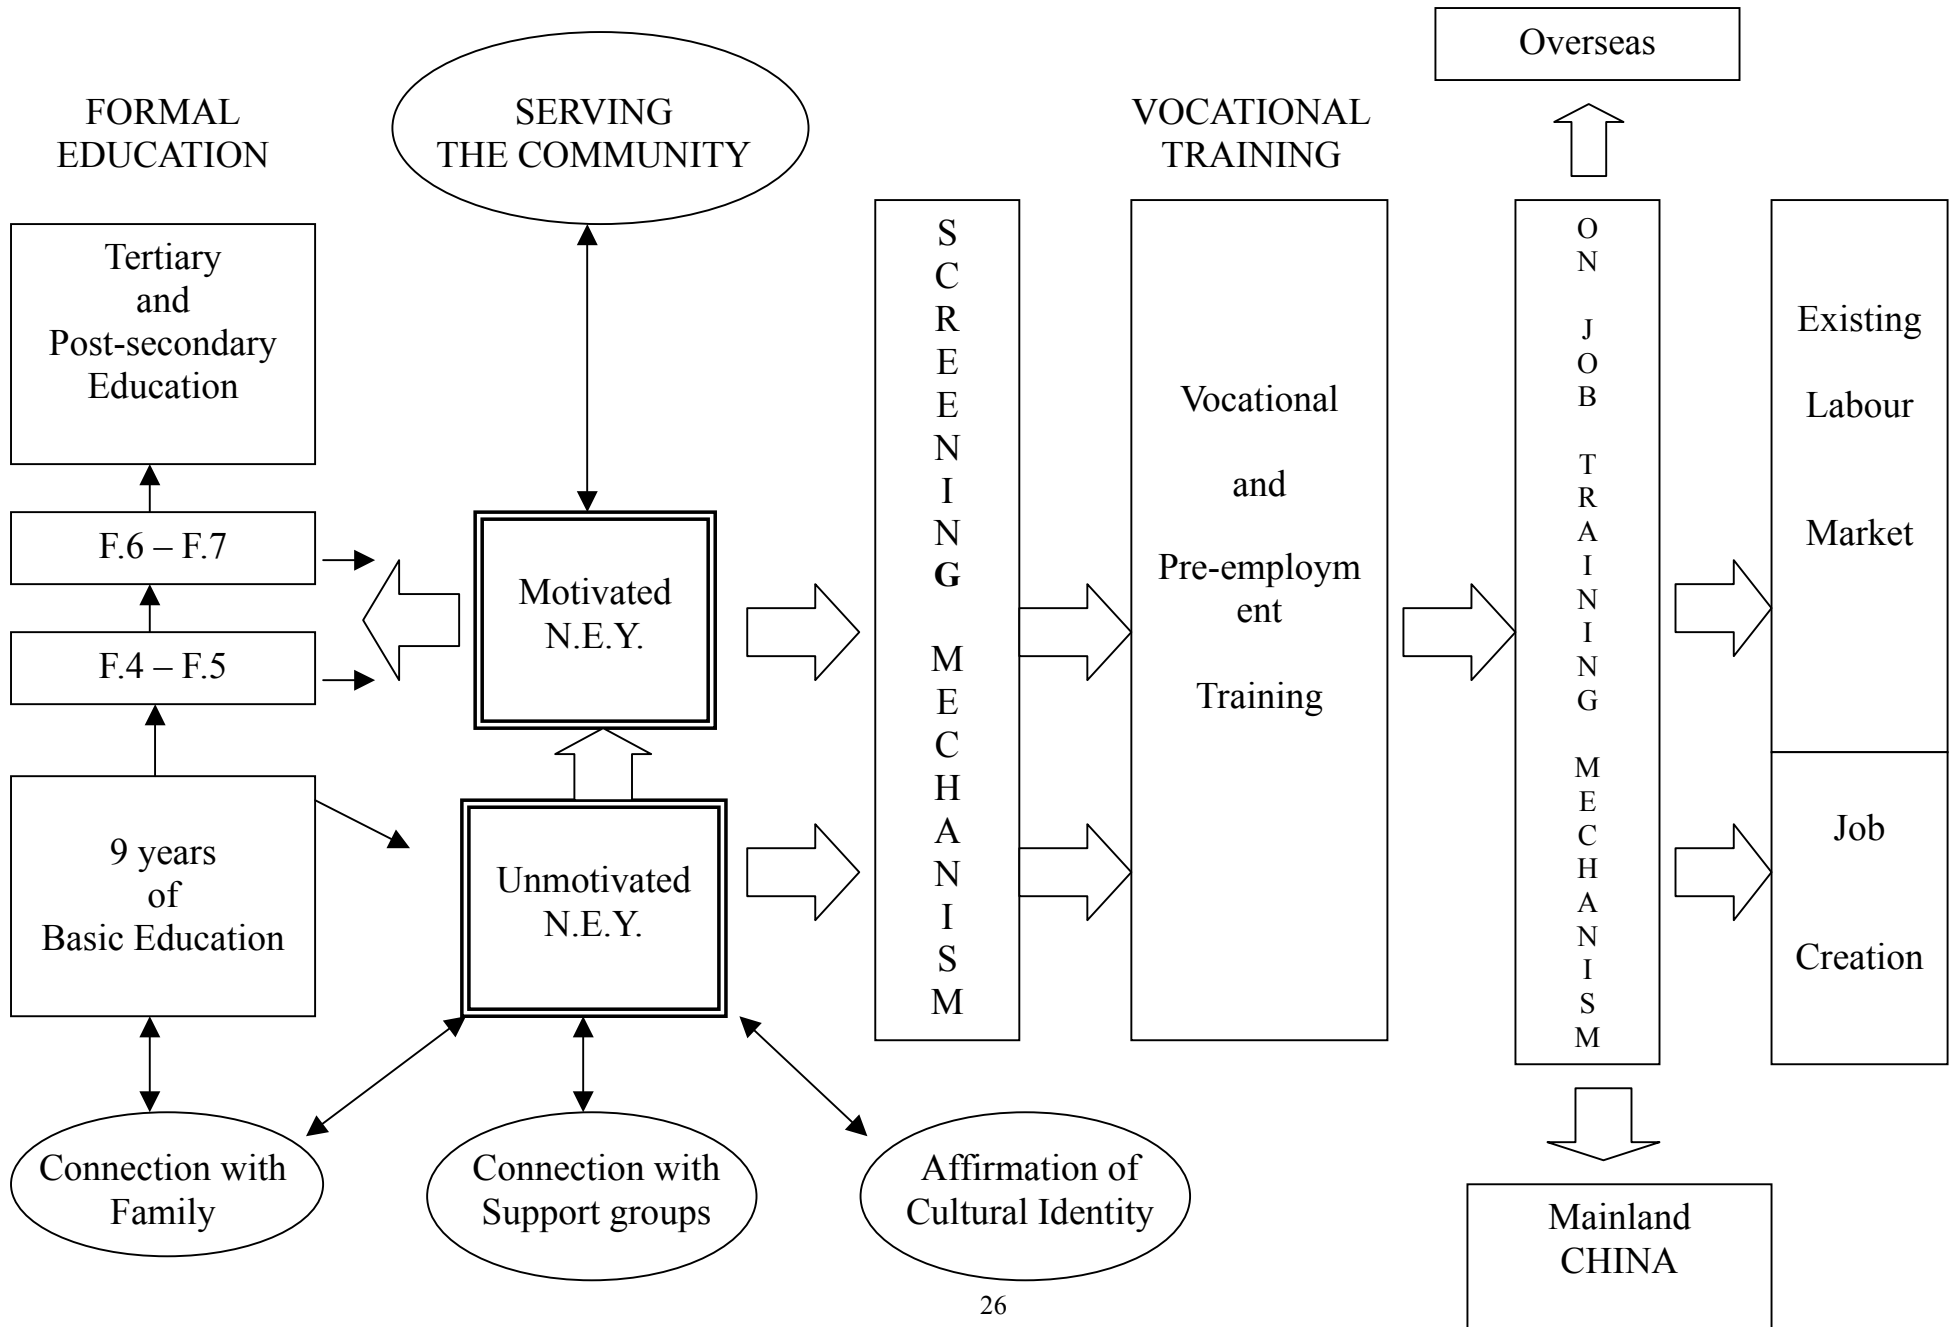 Overseas
FORMAL
EDUCATION
SERVING
THE COMMUNITY
VOCATIONAL
TRAINING
Tertiary
and
Post-secondary
Education
F.6 – F.7
F.4 – F.5
9 years
of
Basic Education
Motivated
N.E.Y.
Unmotivated
N.E.Y.
SCREENING MECHANISM
Vocational
and
Pre-employm
ent
Training
ON JOB TRAINING MECHANISM
Existing
Labour
Market
Job
Creation
Connection with
Family
Connection with
Support groups
Affirmation of
Cultural Identity
Mainland
CHINA
26